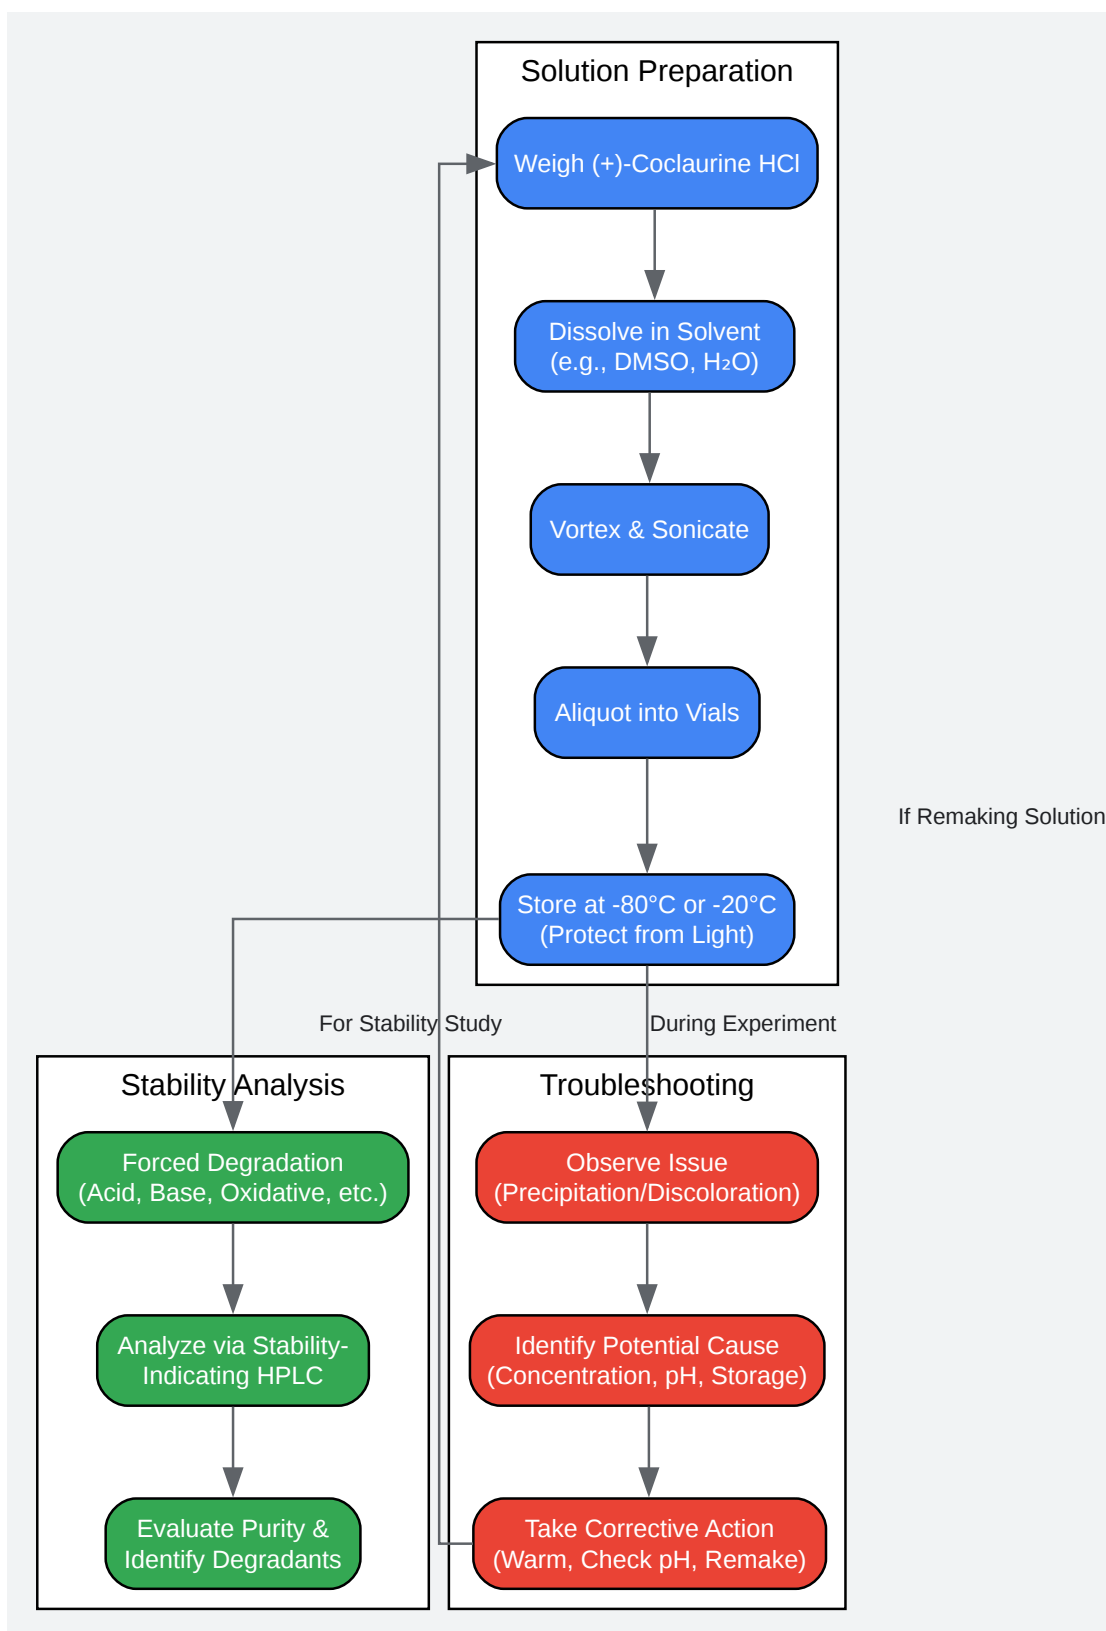 Solution Preparation
Weigh (+)-Coclaurine HCl
Dissolve in Solvent
(e.g., DMSO, H₂O)
Vortex & Sonicate
Aliquot into Vials
If Remaking Solution
Store at -80°C or -20°C
(Protect from Light)
For Stability Study
During Experiment
Stability Analysis
Forced Degradation
(Acid, Base, Oxidative, etc.)
Analyze via Stability-
Indicating HPLC
Evaluate Purity &
Identify Degradants
Troubleshooting
Observe Issue
(Precipitation/Discoloration)
Identify Potential Cause
(Concentration, pH, Storage)
Take Corrective Action
(Warm, Check pH, Remake)